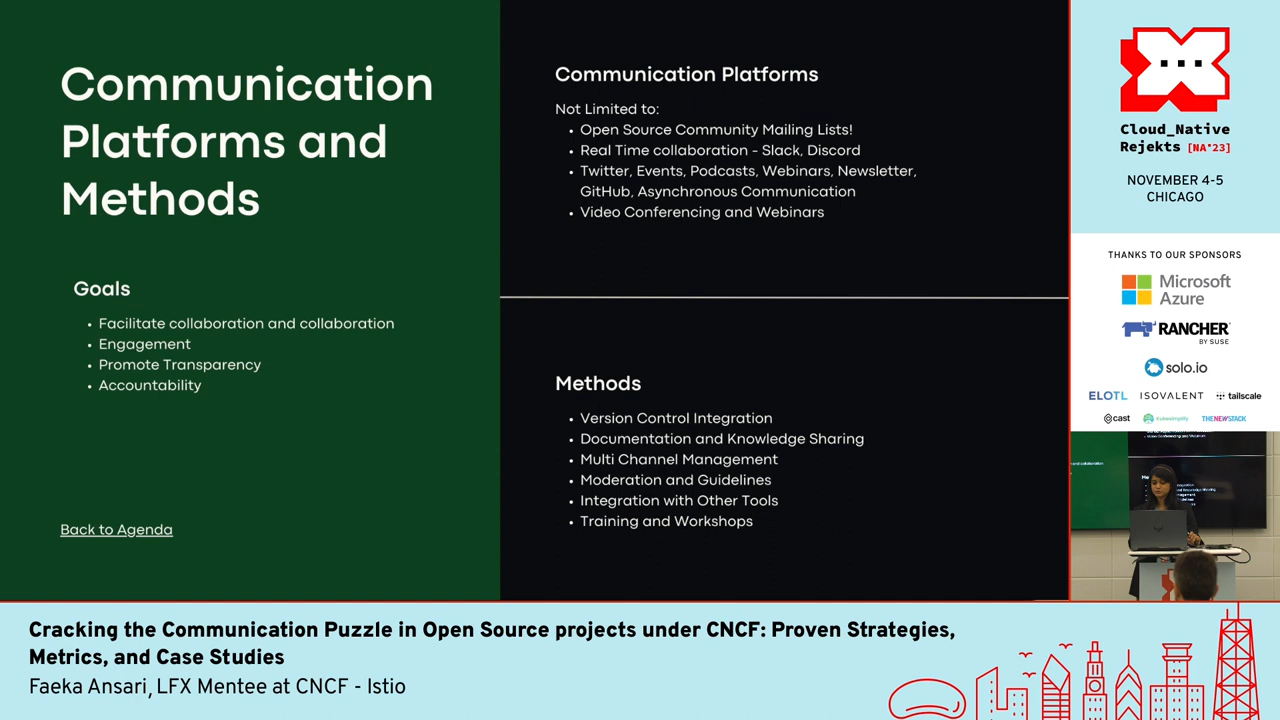 Communication
Platforms and
Methods
Goals
• Facilitate collaboration and collaboration
• Engagement
• Promote Transparency
• Accountability
Back to Agenda
Communication Platforms
Not Limited to:
• Open Source Community Mailing Lists!
• Real Time collaboration - Slack, Discord
• Twitter, Events, Podcasts, Webinars, Newsletter,
GitHub, Asynchronous Communication
• Video Conferencing and Webinars
Methods
• Version Control Integration
• Documentation and Knowledge Sharing
• Multi Channel Management
• Moderation and Guidelines
• Integration with Other Tools
• Training and Workshops
Cloud_Native
Rejekts [NA'23]
NOVEMBER 4-5
CHICAGO
THANKS TO OUR SPONSORS
Microsoft
Azure
RANCHER
BY SUSE
solo.io
ELOTL ISOVALENT tailscale
cast kubesimplify THENEWSTACK
Cracking the Communication Puzzle in Open Source projects under CNCF: Proven Strategies,
Metrics, and Case Studies
Faeka Ansari, LFX Mentee at CNCF - Istio